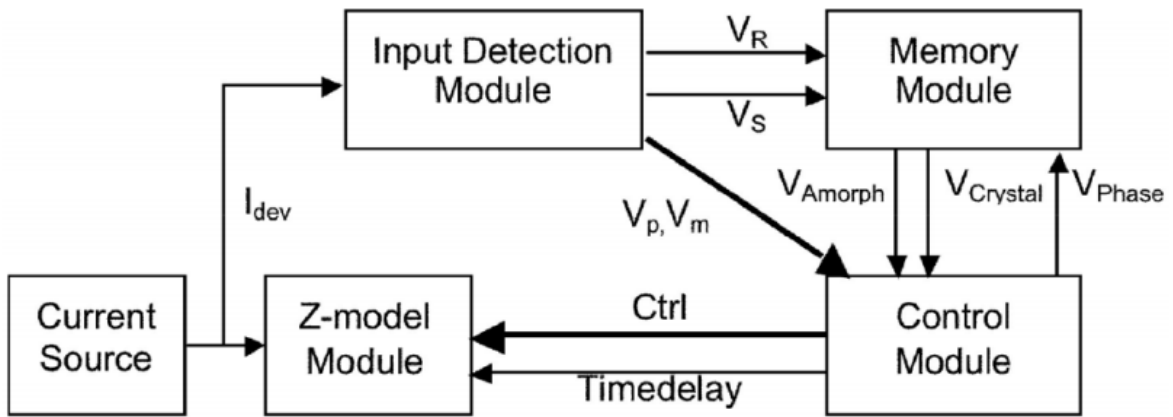 Input Detection
Module
V_R
V_S
Memory
Module
I_dev
V_p, V_m
V_Amorph
V_Crystal
V_Phase
Current
Source
Z-model
Module
Ctrl
Timedelay
Control
Module